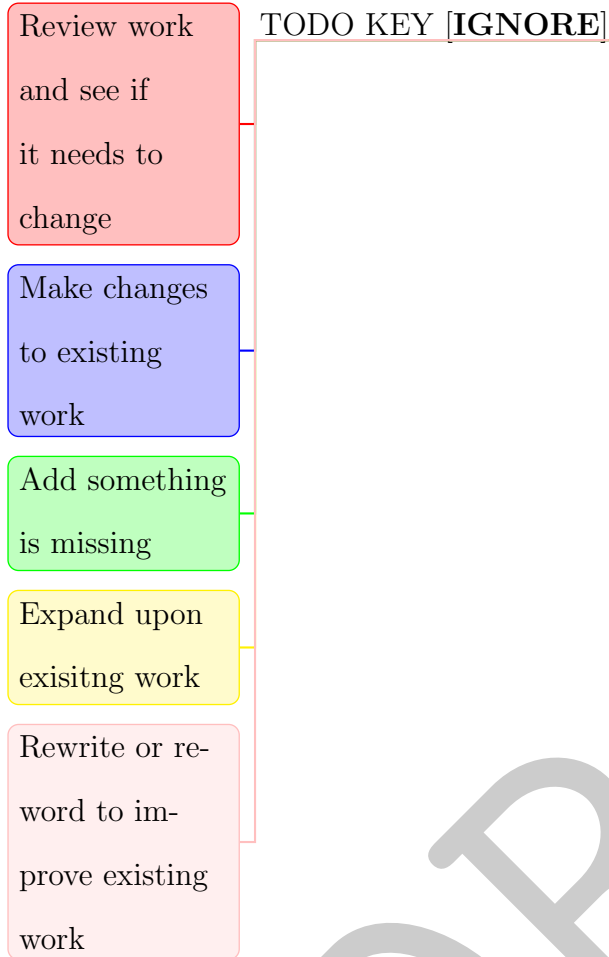 TODO KEY [IGNORE]
Review work
and see if
it needs to
change
Make changes
to existing
work
Add something
is missing
Expand upon
exisitng work
Rewrite or re-
word to im-
prove existing
work